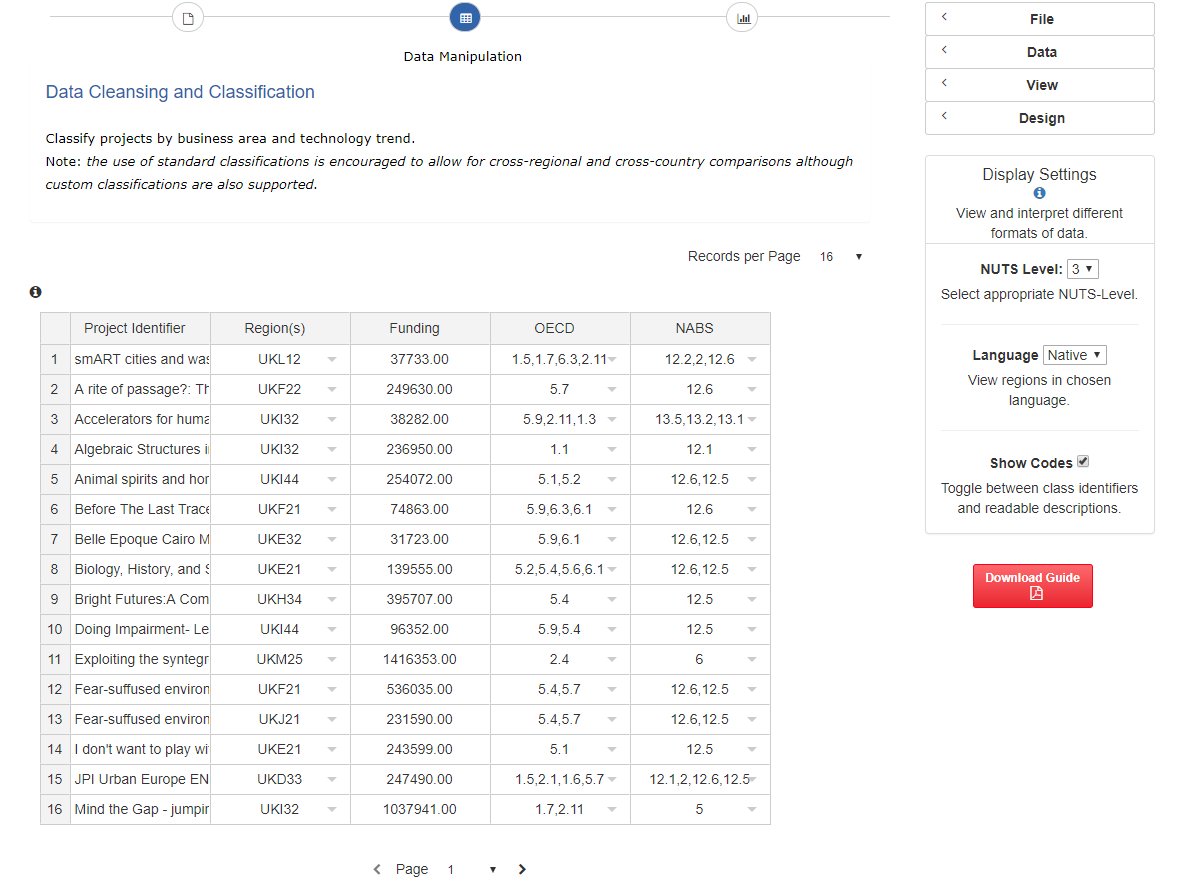 Data Manipulation
Data Cleansing and Classification
Classify projects by business area and technology trend.
Note: the use of standard classifications is encouraged to allow for cross-regional and cross-country comparisons although
custom classifications are also supported.
Records per Page 16
Project Identifier Region(s) Funding OECD NABS
1 smART cities and was UKL12 37733.00 1.5,1.7,6.3,2.11 12.2,2,12.6
2 A rite of passage?: Th UKF22 249630.00 5.7 12.6
3 Accelerators for huma UKI32 38282.00 5.9,2.11,1.3 13.5,13.2,13.1
4 Algebraic Structures i UKI32 236950.00 1.1 12.1
5 Animal spirits and hor UKI44 254072.00 5.1,5.2 12.6,12.5
6 Before The Last Trace UKF21 74863.00 5.9,6.3,6.1 12.6
7 Belle Epoque Cairo M UKE32 31723.00 5.9,6.1 12.6,12.5
8 Biology, History, and S UKE21 139555.00 5.2,5.4,5.6,6.1 12.6,12.5
9 Bright Futures:A Com UKH34 395707.00 5.4 12.5
10 Doing Impairment- Le UKI44 96352.00 5.9,5.4 12.5
11 Exploiting the syntegr UKM25 1416353.00 2.4 6
12 Fear-suffused environ UKF21 536035.00 5.4,5.7 12.6,12.5
13 Fear-suffused environ UKJ21 231590.00 5.4,5.7 12.6,12.5
14 I don't want to play wi UKE21 243599.00 5.1 12.5
15 JPI Urban Europe EN UKD33 247490.00 1.5,2.1,1.6,5.7 12.1,2,12.6,12.5
16 Mind the Gap - jumpin UKI32 1037941.00 1.7,2.11 5
Page 1
File
Data
View
Design
Display Settings
View and interpret different
formats of data.
NUTS Level: 3
Select appropriate NUTS-Level.
Language Native
View regions in chosen
language.
Show Codes
Toggle between class identifiers
and readable descriptions.
Download Guide